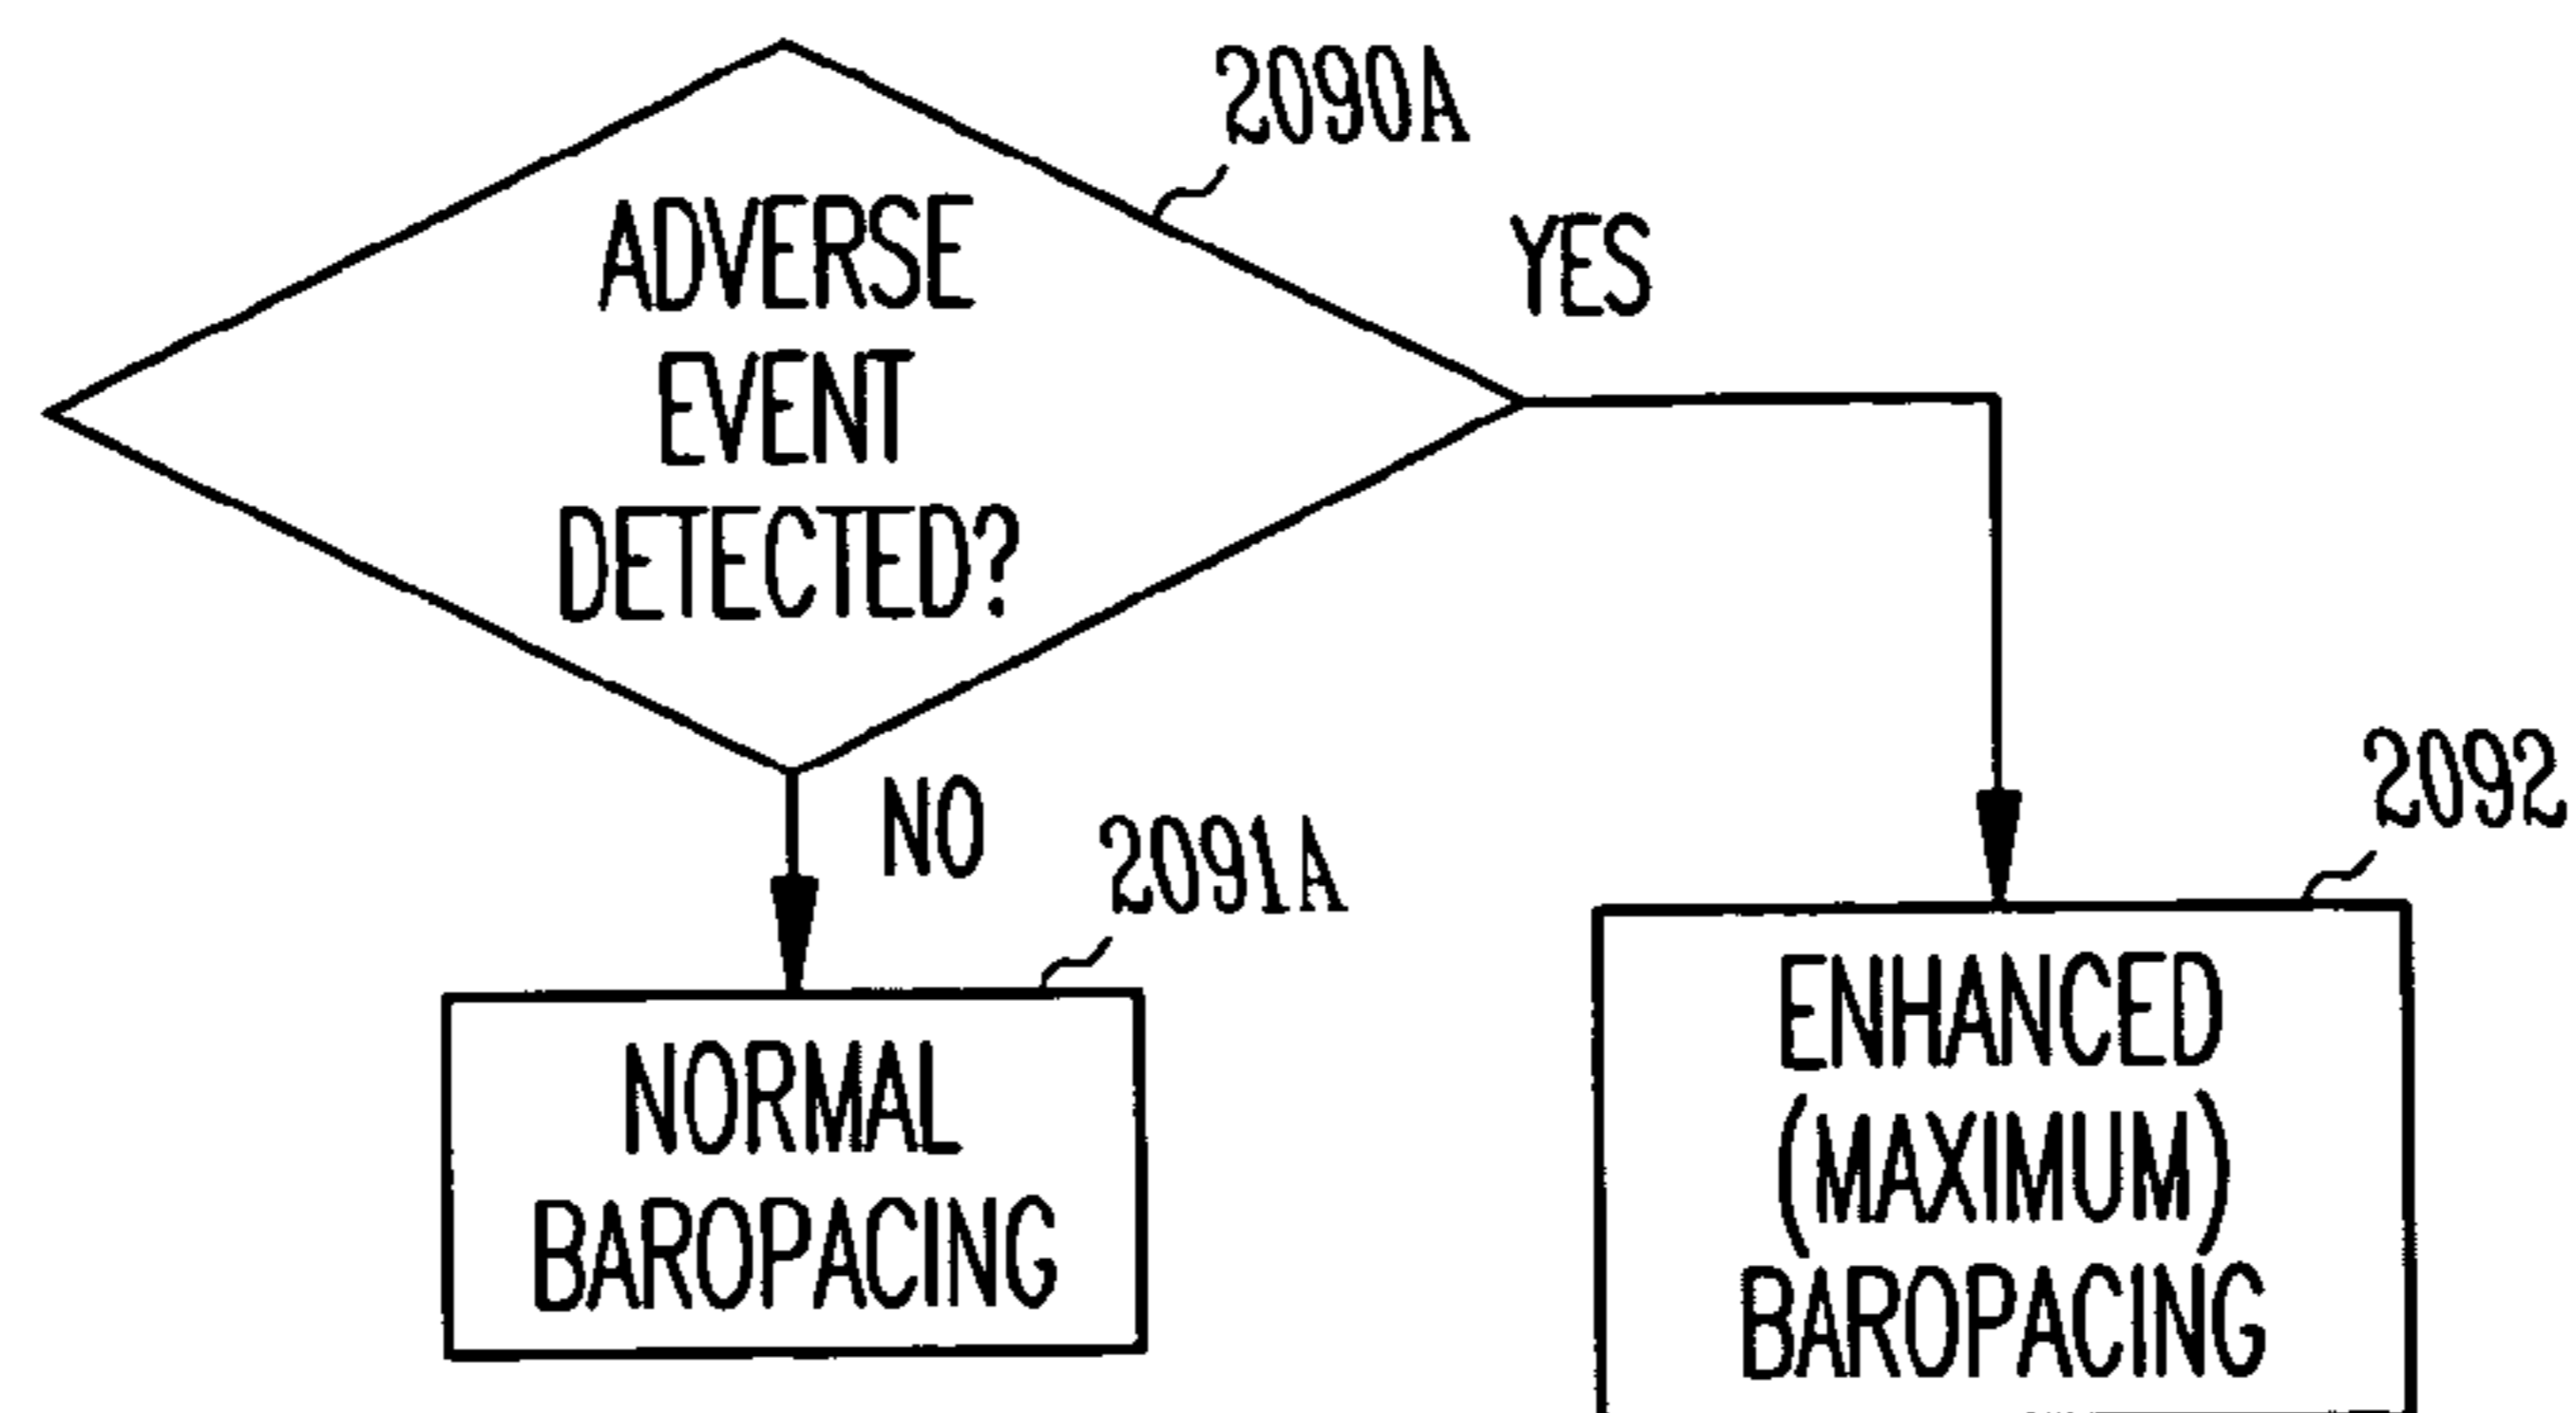 2090A
ADVERSE
EVENT
DETECTED?
YES
NO
2091A
NORMAL
BAROPACING
2092
ENHANCED
(MAXIMUM)
BAROPACING